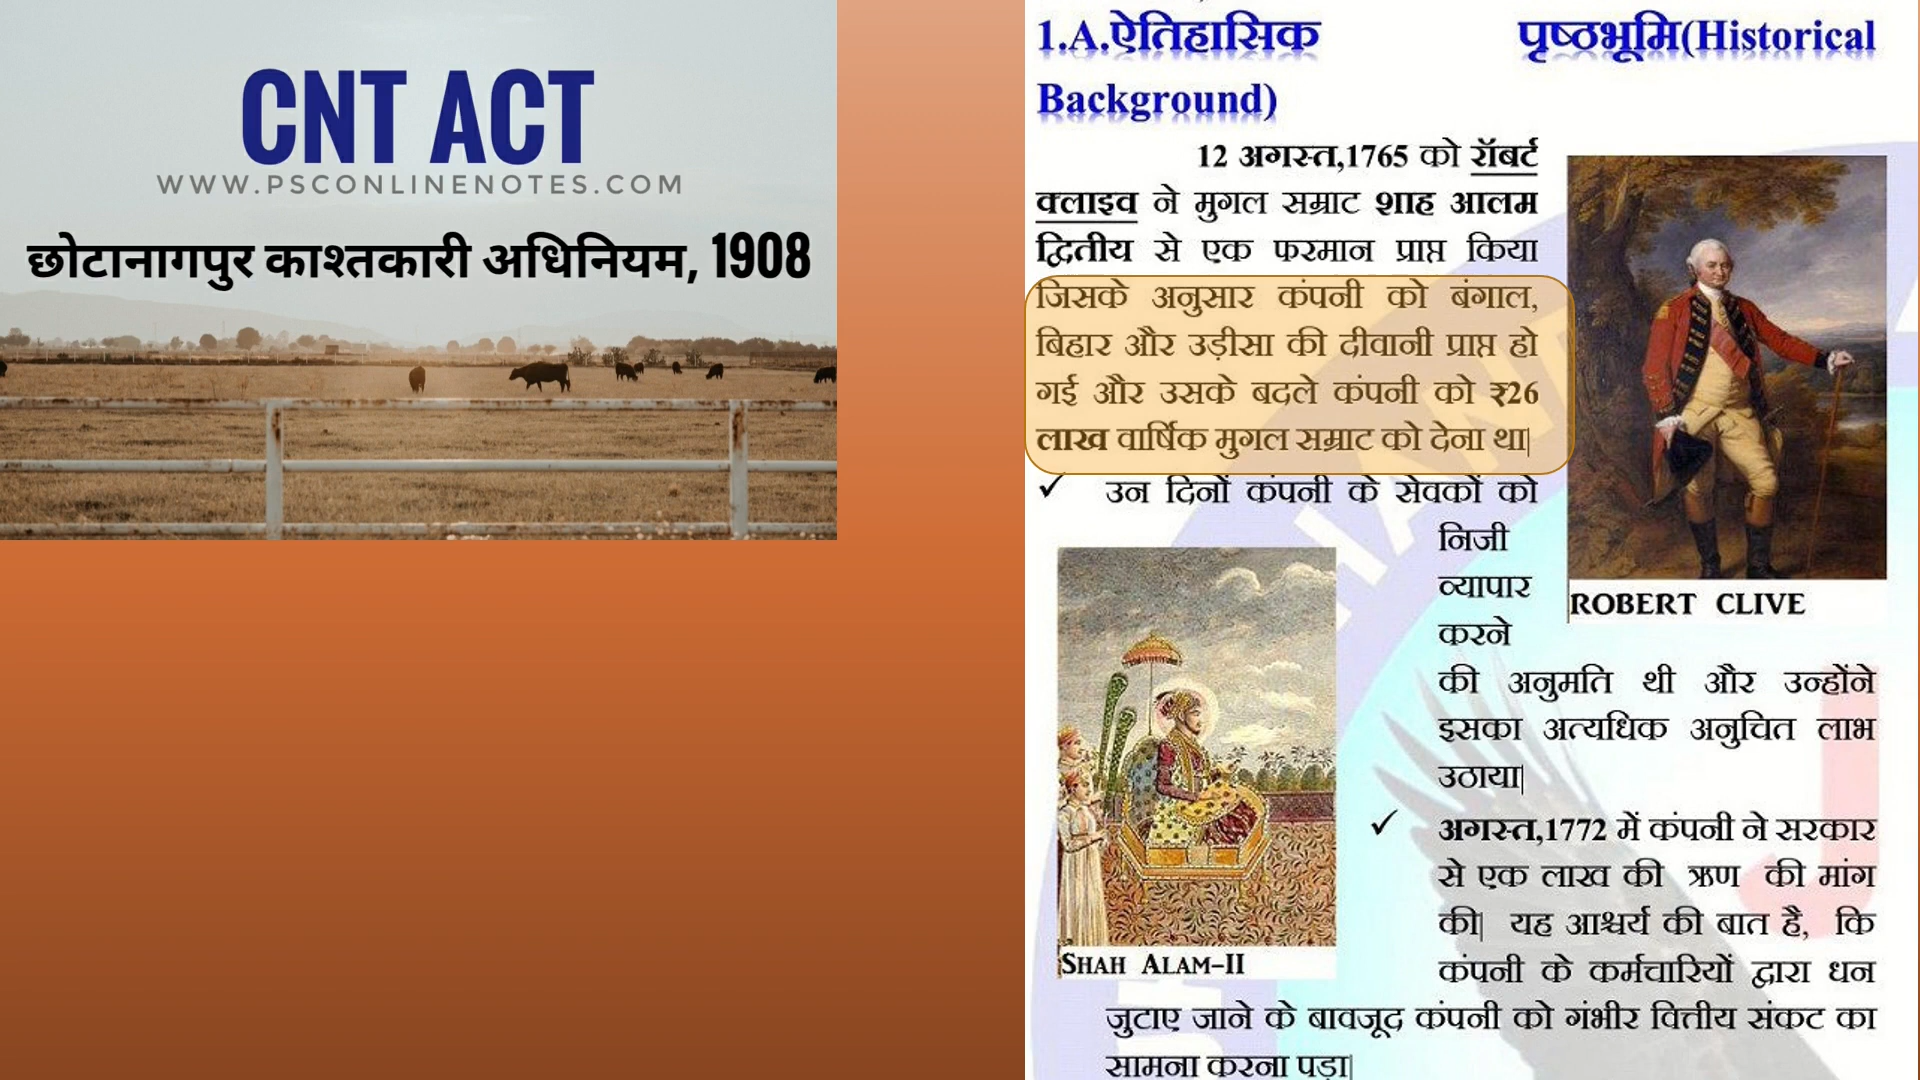 CNT ACT
WWW.PSCONLINENOTES.COM
छोटानागपुर काश्तकारी अधिनियम, 1908
1.A.ऐतिहासिक पृष्ठभूमि(Historical
Background)
12 अगस्त,1765 को रॉबर्ट
क्लाइव ने मुगल सम्राट शाह आलम
द्वितीय से एक फरमान प्राप्त किया
जिसके अनुसार कंपनी को बंगाल,
बिहार और उड़ीसा की दीवानी प्राप्त हो
गई और उसके बदले कंपनी को ₹26
लाख वार्षिक मुगल सम्राट को देना था|
✓ उन दिनों कंपनी के सेवकों को
निजी
व्यापार
करने
की अनुमति थी और उन्होंने
इसका अत्यधिक अनुचित लाभ
उठाया|
ROBERT CLIVE
SHAH ALAM-II
✓ अगस्त,1772 में कंपनी ने सरकार
से एक लाख की ऋण की मांग
की| यह आश्चर्य की बात है, कि
कंपनी के कर्मचारियों द्वारा धन
जुटाए जाने के बावजूद कंपनी को गंभीर वित्तीय संकट का
सामना करना पड़ा|